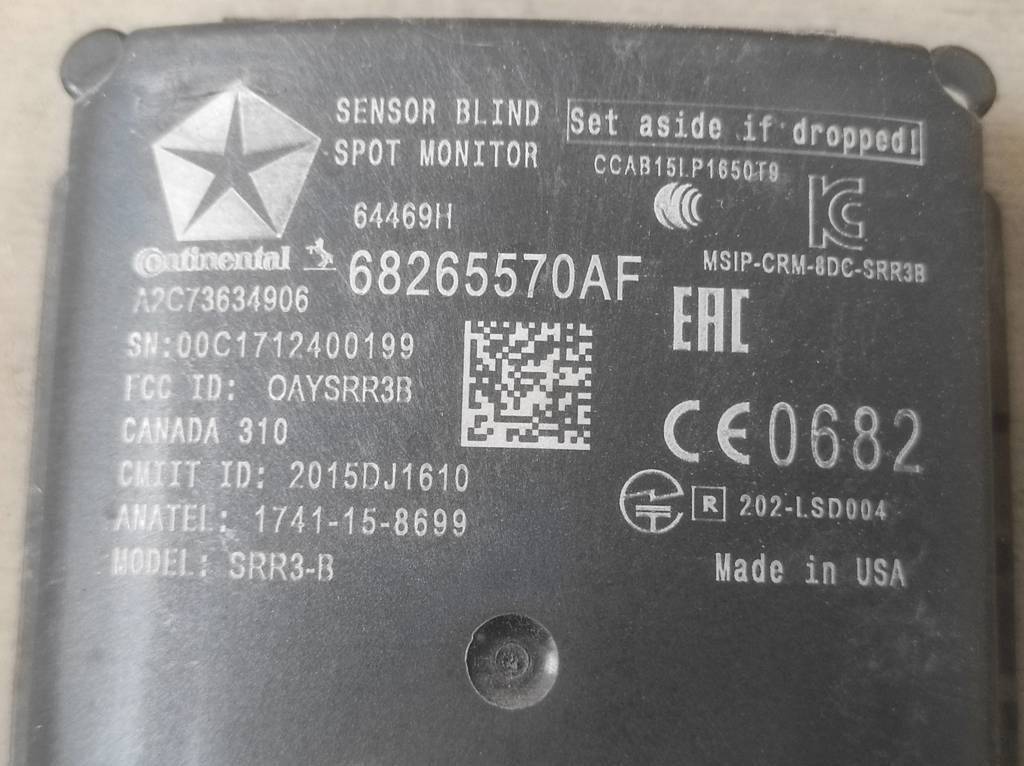 SENSOR BLIND
SPOT MONITOR
Set aside if dropped!
CCAB15LP1650T9
64469H
Continental
68265570AF
MSIP-CRM-8DC-SRR3B
A2C73634906
EAC
SN:00C1712400199
FCC ID: OAYSRR3B
CANADA 310
CE0682
CMIIT ID: 2015DJ1610
R 202-LSD004
ANATEL: 1741-15-8699
MODEL: SRR3-B
Made in USA